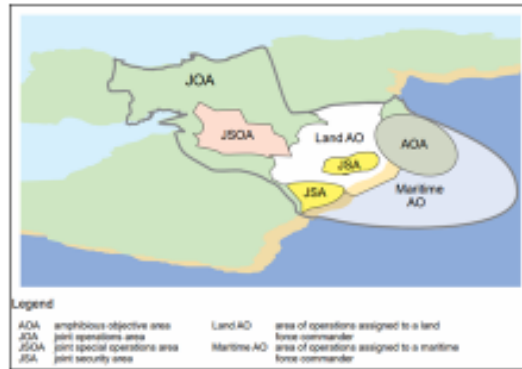 JOA
JSOA
Land AO
AOA
JSA
JSA
Maritime
AO
Legend
AOA amphibious objective area
JOA joint operations area
JSOA joint special operations area
JSA joint security area
Land AO area of operations assigned to a land
force commander
Maritime AO area of operations assigned to a maritime
force commander